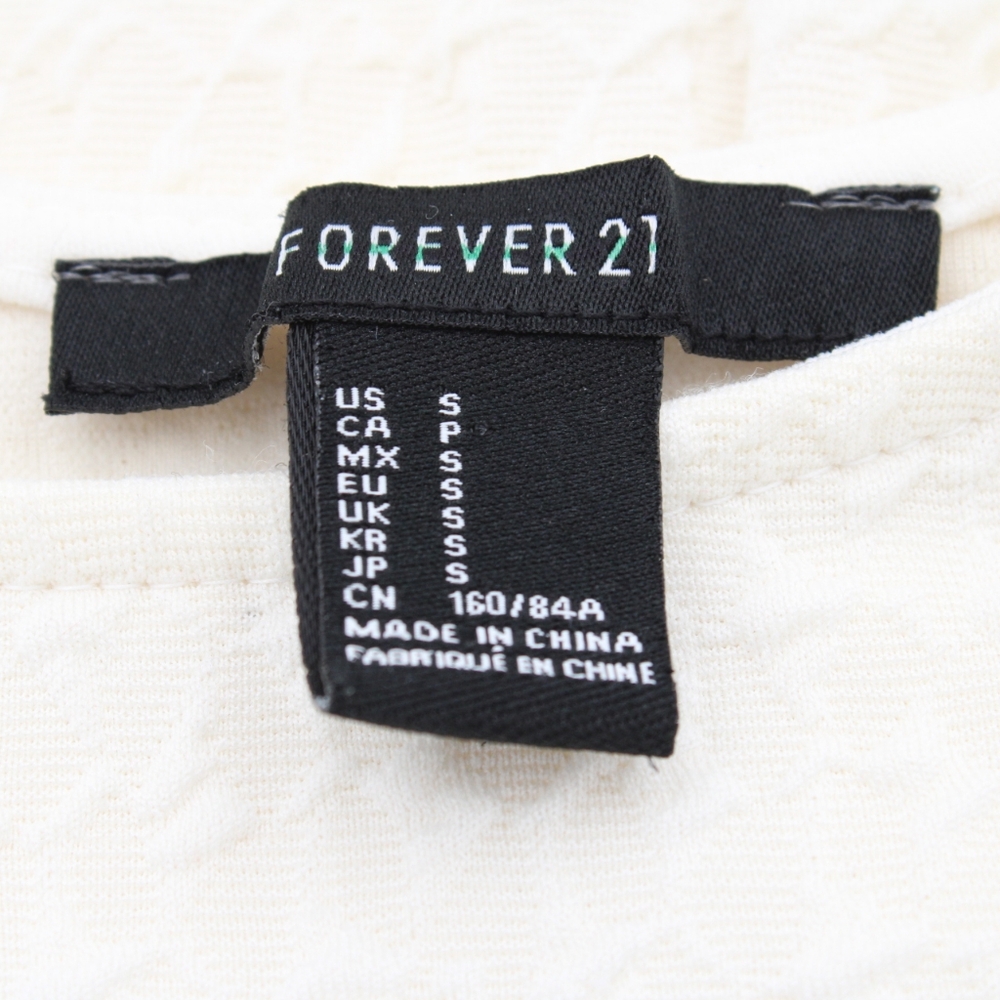 FOREVER 21
US S
CA P
MX S
EU S
UK S
KR S
JP S
CN 160/84A
MADE IN CHINA
FABRIQUÉ EN CHINE